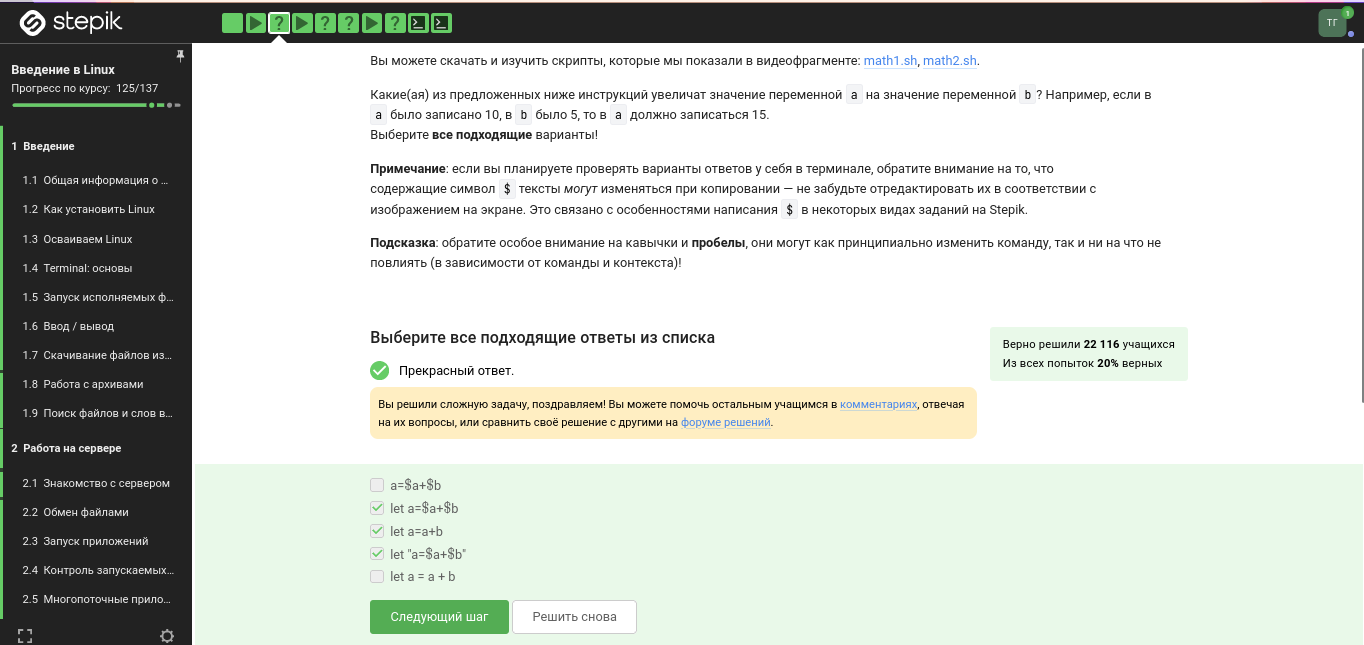 stepik
ТГ
1
Введение в Linux
Прогресс по курсу: 125/137
1 Введение
1.1 Общая информация о ...
1.2 Как установить Linux
1.3 Осваиваем Linux
1.4 Terminal: основы
1.5 Запуск исполняемых ф...
1.6 Ввод / вывод
1.7 Скачивание файлов из...
1.8 Работа с архивами
1.9 Поиск файлов и слов в...
2 Работа на сервере
2.1 Знакомство с сервером
2.2 Обмен файлами
2.3 Запуск приложений
2.4 Контроль запускаемых...
2.5 Многопоточные прило...
Вы можете скачать и изучить скрипты, которые мы показали в видеофрагменте: math1.sh, math2.sh.
Какие(ая) из предложенных ниже инструкций увеличат значение переменной a на значение переменной b ? Например, если в
a было записано 10, в b было 5, то в a должно записаться 15.
Выберите все подходящие варианты!
Примечание: если вы планируете проверять варианты ответов у себя в терминале, обратите внимание на то, что
содержащие символ $ тексты могут изменяться при копировании — не забудьте отредактировать их в соответствии с
изображением на экране. Это связано с особенностями написания $ в некоторых видах заданий на Stepik.
Подсказка: обратите особое внимание на кавычки и пробелы, они могут как принципиально изменить команду, так и ни на что не
повлиять (в зависимости от команды и контекста)!
Выберите все подходящие ответы из списка
Верно решили 22 116 учащихся
Из всех попыток 20% верных
Прекрасный ответ.
Вы решили сложную задачу, поздравляем! Вы можете помочь остальным учащимся в комментариях, отвечая
на их вопросы, или сравнить своё решение с другими на форуме решений.
a=$a+$b
let a=$a+$b
let a=a+b
let "a=$a+$b"
let a = a + b
Следующий шаг
Решить снова